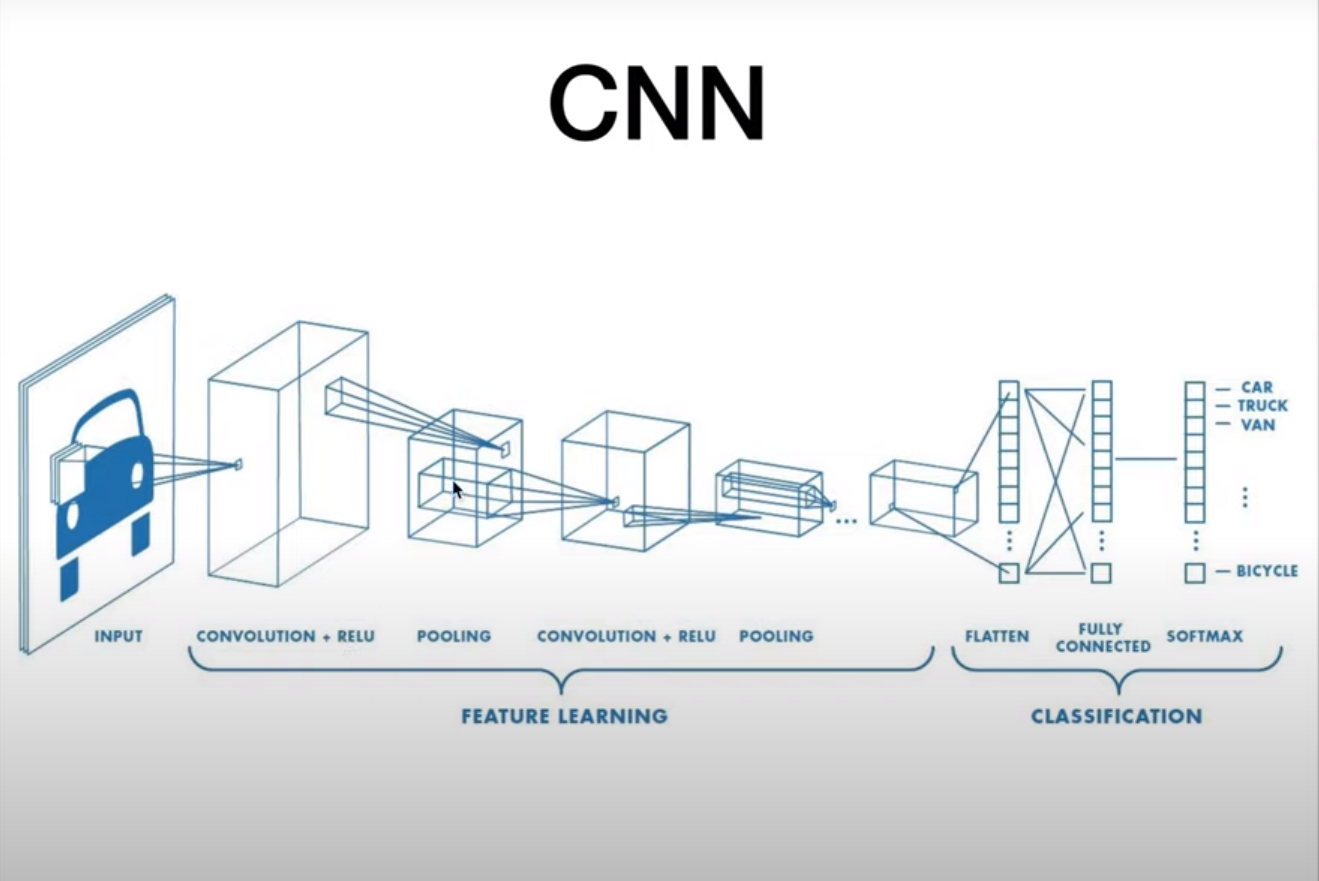 CNN
CAR
TRUCK
VAN
BICYCLE
INPUT
CONVOLUTION + RELU
POOLING
CONVOLUTION + RELU
POOLING
FLATTEN
FULLY
CONNECTED
SOFTMAX
FEATURE LEARNING
CLASSIFICATION